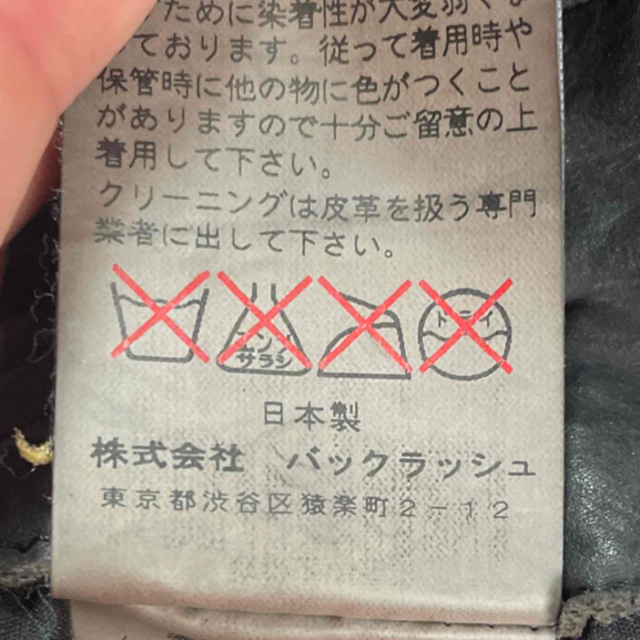 ために染着性が大変弱く
ております。従って着用時や
保管時に他の物に色がつくこと
がありますので十分ご留意の上
着用して下さい。
クリーニングは皮革を扱う専門
業者に出して下さい。
エンソ サラシ ドライ
日本製
株式会社 バックラッシュ
東京都渋谷区猿楽町2-12